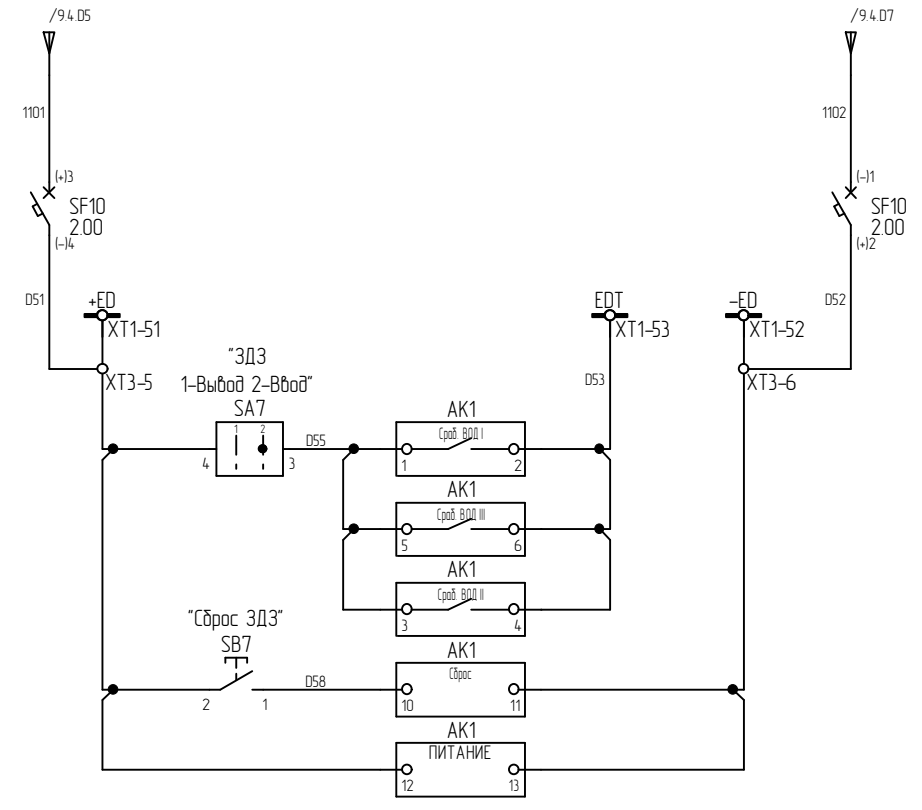 /9.4.D5
/9.4.D7
1101
1102
(+)3
(-)1
SF10
2.00
SF10
2.00
(-)4
(+)2
D51
+ED
EDT
-ED
D52
XT1-51
XT1-53
XT1-52
"ЗДЗ
1-Вывод 2-Ввод"
XT3-5
D53
XT3-6
SA7
AK1
1 2
Сраб. ВОД I
D55
4 3
1 2
AK1
Сраб. ВОД III
5 6
AK1
Сраб. ВОД II
3 4
"Сброс ЗДЗ"
SB7
AK1
Сброс
D58
2 1
10 11
AK1
ПИТАНИЕ
12 13